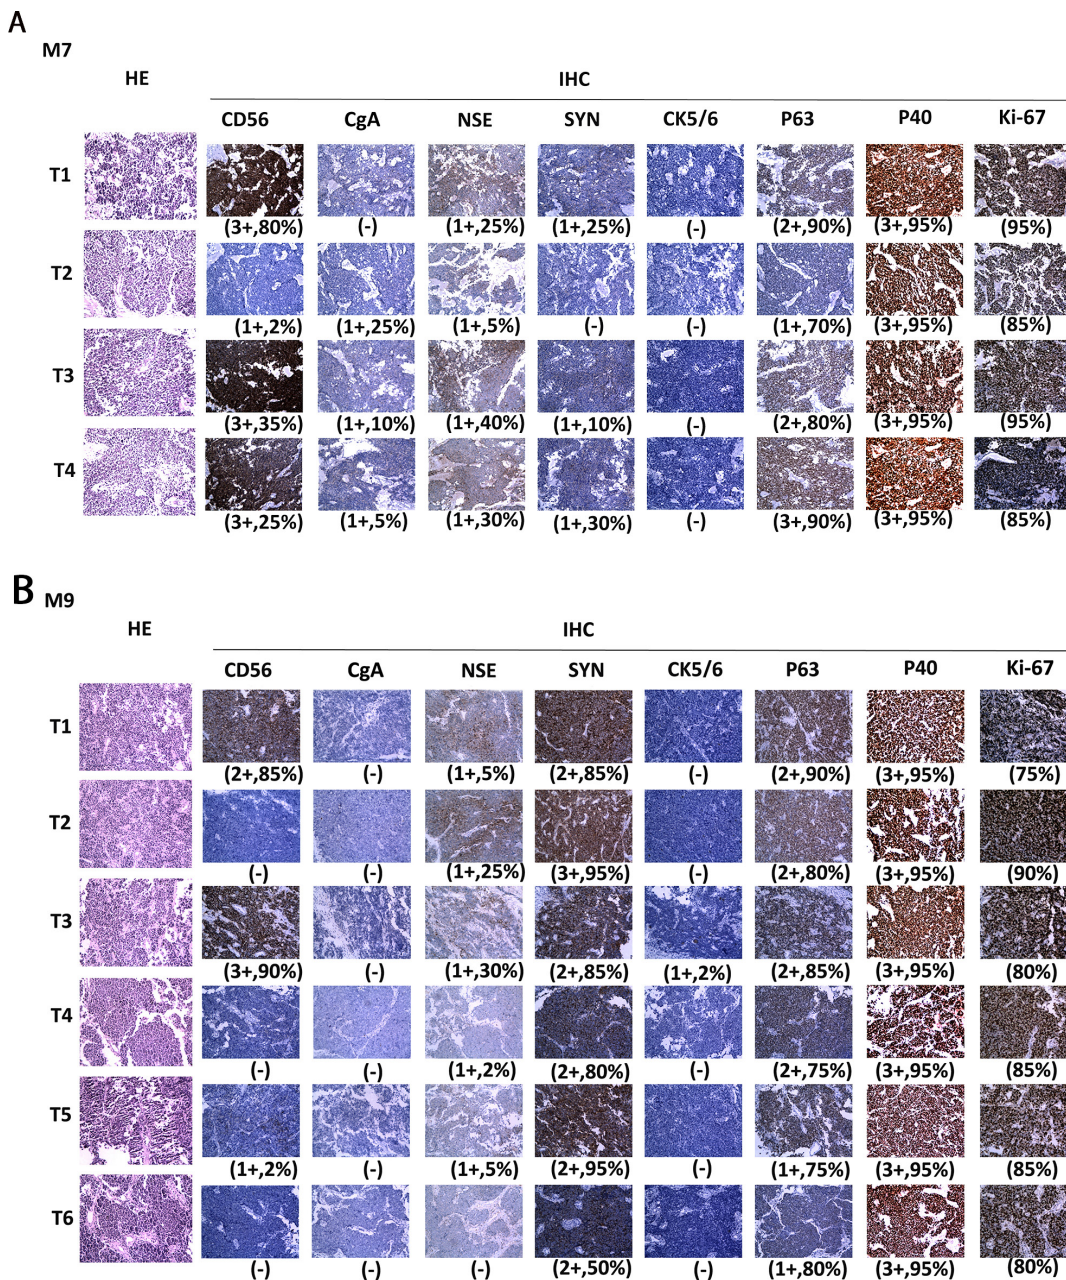 A
M7
HE IHC
CD56 CgA NSE SYN CK5/6 P63 P40 Ki-67
T1
(3+,80%) (-) (1+,25%) (1+,25%) (-) (2+,90%) (3+,95%) (95%)
T2
(1+,2%) (1+,25%) (1+,5%) (-) (-) (1+,70%) (3+,95%) (85%)
T3
(3+,35%) (1+,10%) (1+,40%) (1+,10%) (-) (2+,80%) (3+,95%) (95%)
T4
(3+,25%) (1+,5%) (1+,30%) (1+,30%) (-) (3+,90%) (3+,95%) (85%)
B
M9
HE IHC
CD56 CgA NSE SYN CK5/6 P63 P40 Ki-67
T1
(2+,85%) (-) (1+,5%) (2+,85%) (-) (2+,90%) (3+,95%) (75%)
T2
(-) (-) (1+,25%) (3+,95%) (-) (2+,80%) (3+,95%) (90%)
T3
(3+,90%) (-) (1+,30%) (2+,85%) (1+,2%) (2+,85%) (3+,95%) (80%)
T4
(-) (-) (1+,2%) (2+,80%) (-) (2+,75%) (3+,95%) (85%)
T5
(1+,2%) (-) (1+,5%) (2+,95%) (-) (1+,75%) (3+,95%) (85%)
T6
(-) (-) (-) (2+,50%) (-) (1+,80%) (3+,95%) (80%)